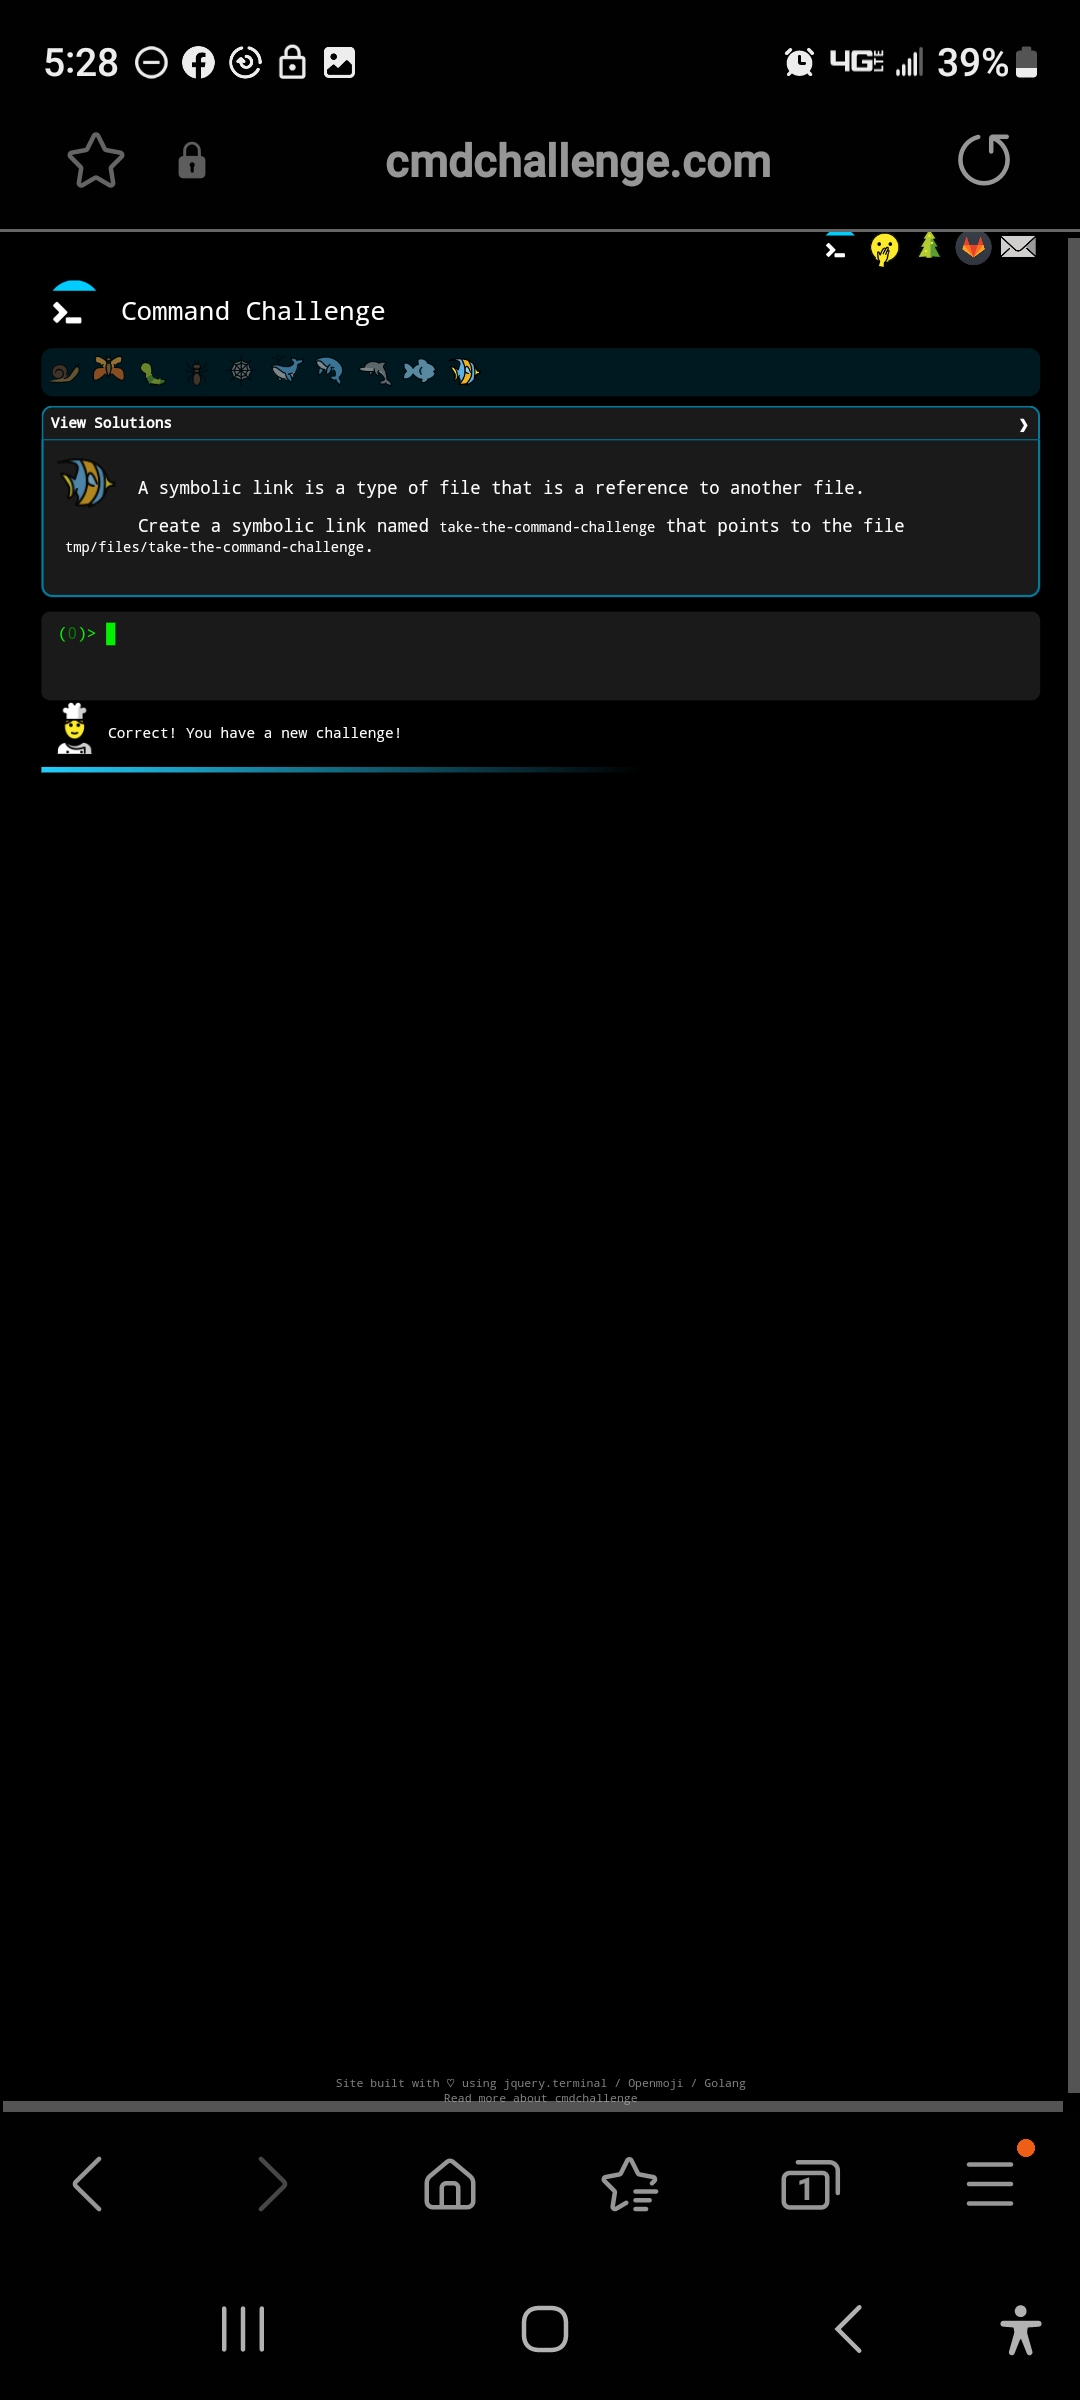 5:28
4G LTE 39%
cmdchallenge.com
Command Challenge
View Solutions
A symbolic link is a type of file that is a reference to another file.
Create a symbolic link named take-the-command-challenge that points to the file
tmp/files/take-the-command-challenge.
(0)>
Correct! You have a new challenge!
Site built with ♡ using jquery.terminal / Openmoji / Golang
Read more about cmdchallenge
1